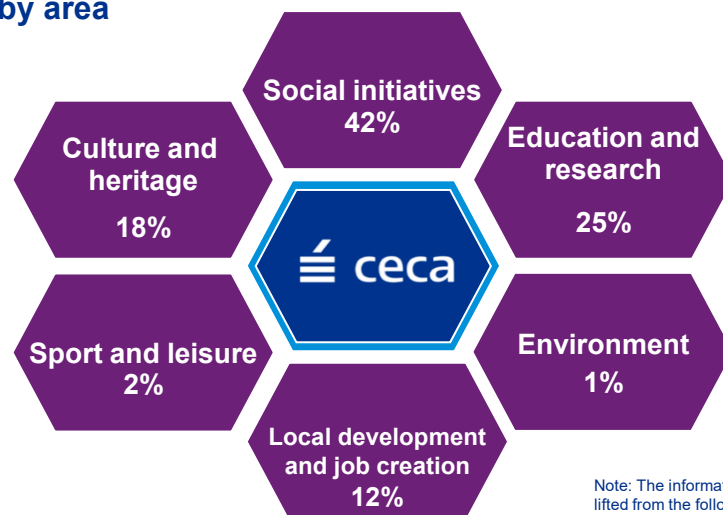 by area
Social initiatives
42%
Education and
research
25%
Culture and
heritage
18%
ceca
Sport and leisure
2%
Environment
1%
Local development
and job creation
12%
Note: The informa
lifted from the follo